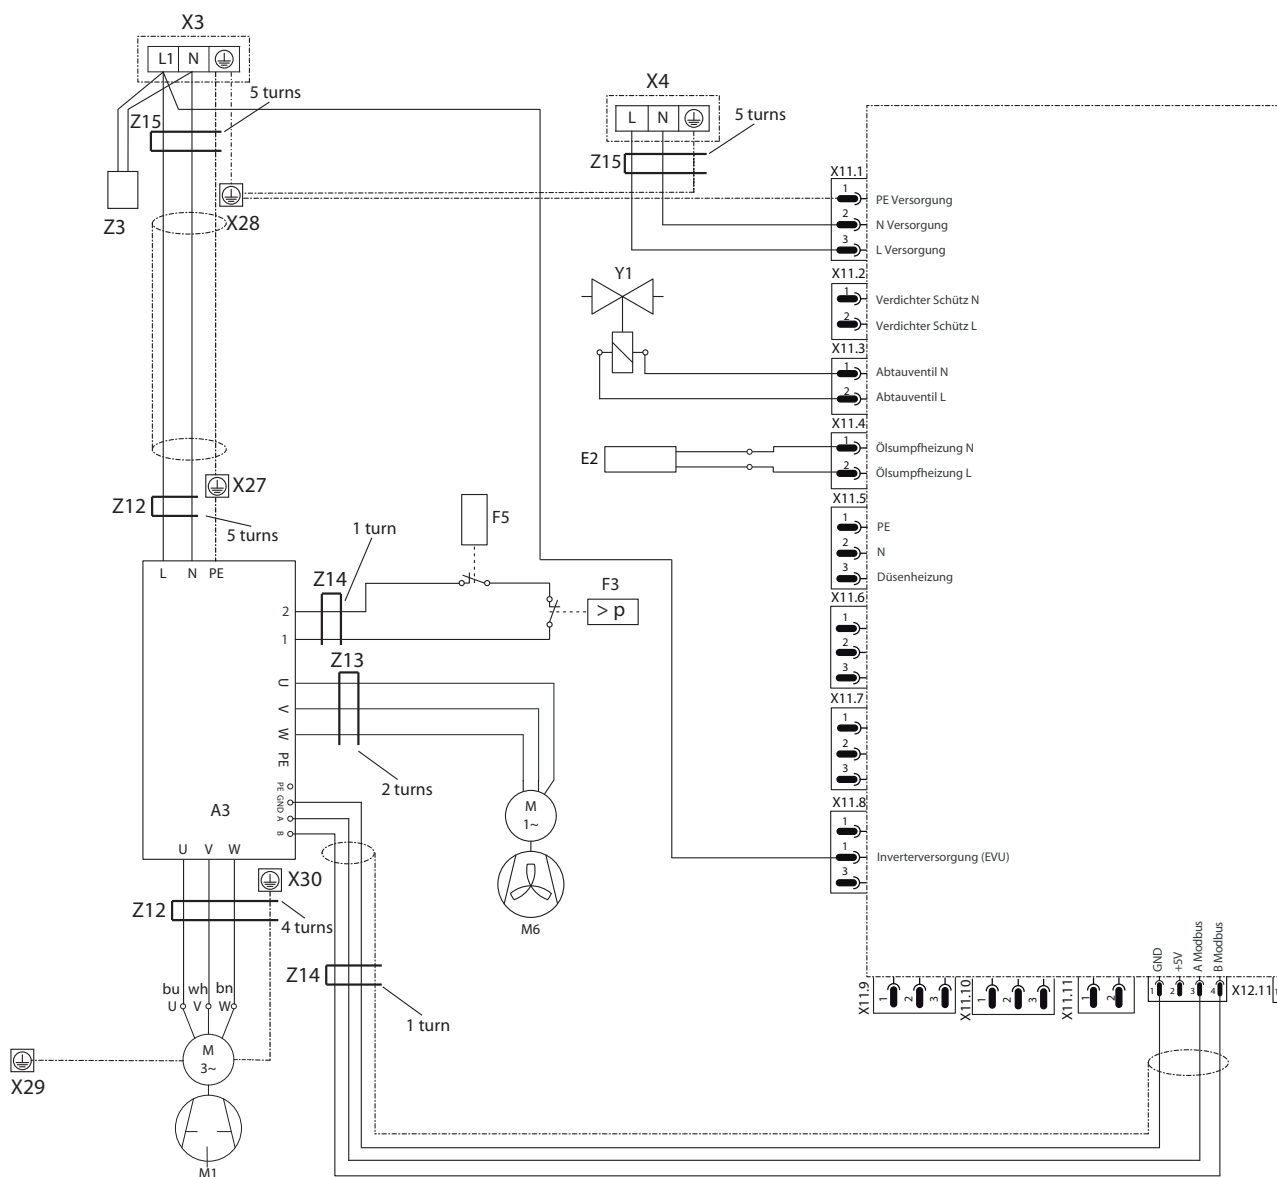 X3
L1 N
5 turns
Z15
Z3
X28
X4
L N
5 turns
Z15
X11.1
1 PE Versorgung
2 N Versorgung
3 L Versorgung
X11.2
1 Verdichter Schütz N
2 Verdichter Schütz L
Y1
X11.3
1 Abtauventil N
2 Abtauventil L
X11.4
E2
1 Ölsumpfheizung N
2 Ölsumpfheizung L
X11.5
1 PE
2 N
3 Düsenheizung
X11.6
1
2
3
X11.7
1
2
3
X11.8
1
1 Inverterversorgung (EVU)
3
X27
Z12
5 turns
L N PE
1 turn
F5
Z14
F3
> p
2
1
Z13
U
V
W
PE
2 turns
PE
GND
A
B
A3
U V W
M
1~
M6
X30
Z12
4 turns
Z14
1 turn
bu wh bn
U V W
M
3~
X29
M1
X11.9
1 2 3
X11.10
1 2 3
X11.11
1 2
GND
+5V
A Modbus
B Modbus
1 2 3 4
X12.11
1